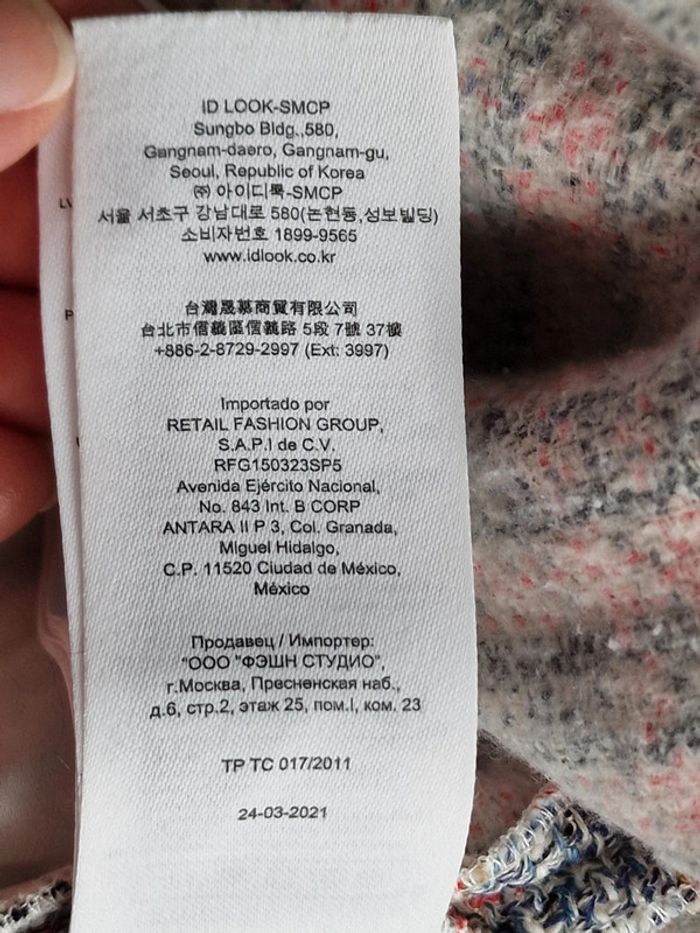 ID LOOK-SMCP
Sungbo Bldg.,580,
Gangnam-daero, Gangnam-gu,
Seoul, Republic of Korea
㈜ 아이디룩-SMCP
서울 서초구 강남대로 580(논현동,성보빌딩)
소비자번호 1899-9565
www.idlook.co.kr
台灣晟慕商貿有限公司
台北市信義區信義路 5段 7號 37樓
+886-2-8729-2997 (Ext: 3997)
Importado por
RETAIL FASHION GROUP,
S.A.P.I de C.V.
RFG150323SP5
Avenida Ejército Nacional,
No. 843 Int. B CORP
ANTARA II P 3, Col. Granada,
Miguel Hidalgo,
C.P. 11520 Ciudad de México,
México
Продавец / Импортер:
"ООО "ФЭШН СТУДИО",
г.Москва, Пресненская наб.,
д.6, стр.2, этаж 25, пом.I, ком. 23
ТР ТС 017/2011
24-03-2021